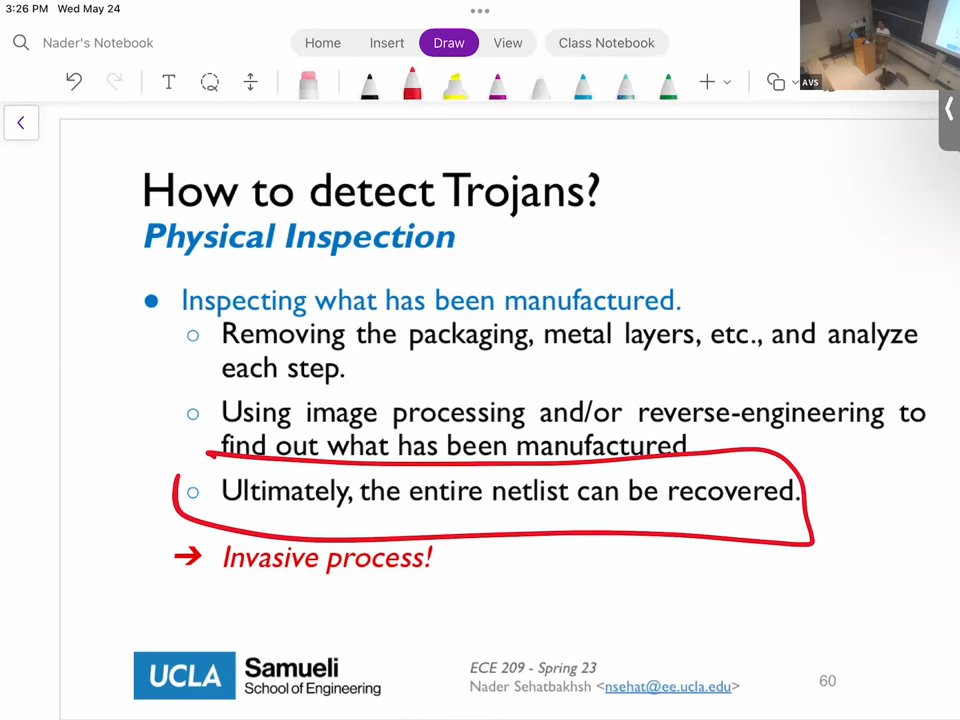 3:26 PM Wed May 24
Nader's Notebook
Home Insert Draw View Class Notebook
T
AVS
How to detect Trojans?
Physical Inspection
● Inspecting what has been manufactured.
○ Removing the packaging, metal layers, etc., and analyze
each step.
○ Using image processing and/or reverse-engineering to
find out what has been manufactured.
○ Ultimately, the entire netlist can be recovered.
➔ Invasive process!
UCLA Samueli
School of Engineering
ECE 209 - Spring 23
Nader Sehatbakhsh <nsehat@ee.ucla.edu>
60